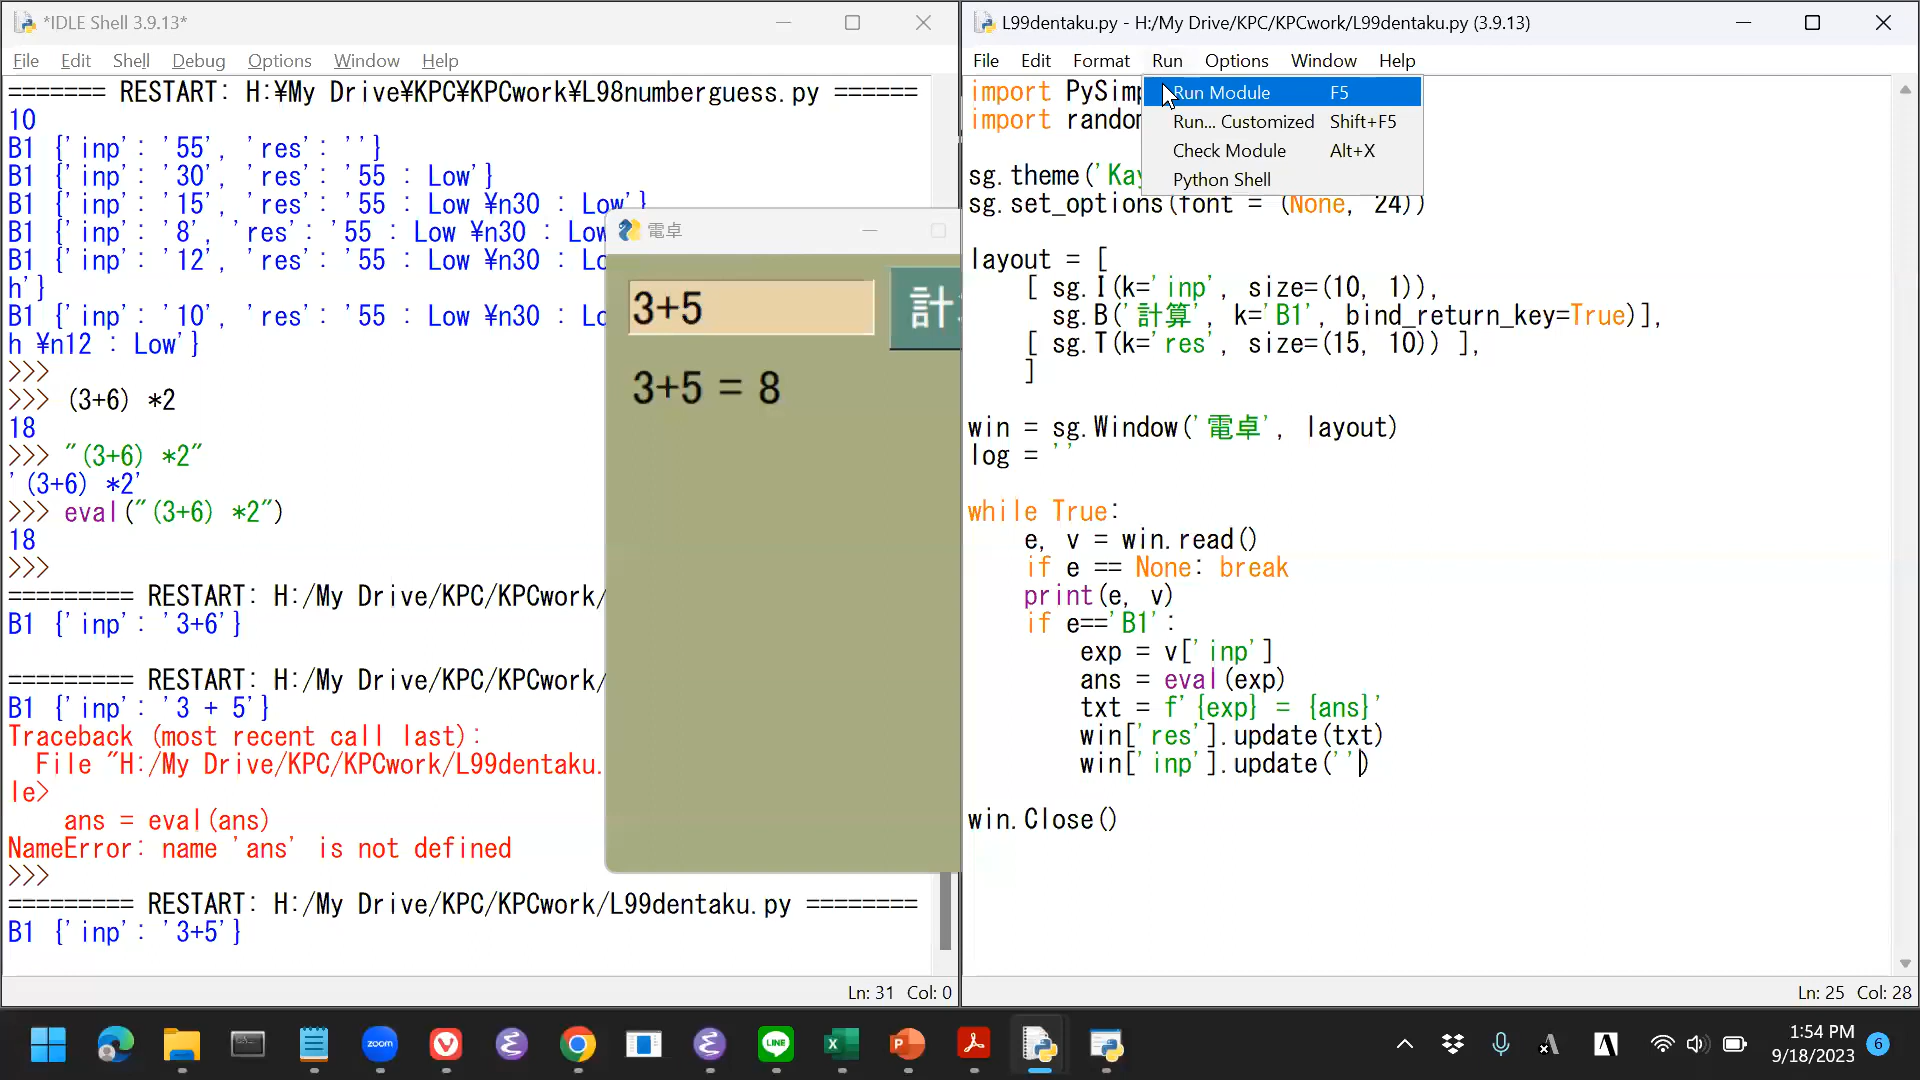 *IDLE Shell 3.9.13*
File Edit Shell Debug Options Window Help
======= RESTART: H:¥My Drive¥KPC¥KPCwork¥L98numberguess.py ======
10
B1 {'inp': '55', 'res': ''}
B1 {'inp': '30', 'res': '55 : Low'}
B1 {'inp': '15', 'res': '55 : Low ¥n30 : Low'}
B1 {'inp': '8', 'res': '55 : Low ¥n30 : Low
B1 {'inp': '12', 'res': '55 : Low ¥n30 : Lo
h'}
B1 {'inp': '10', 'res': '55 : Low ¥n30 : Lo
h ¥n12 : Low'}
>>>
>>> (3+6) *2
18
>>> "(3+6) *2"
'(3+6) *2'
>>> eval("(3+6) *2")
18
>>>
========= RESTART: H:/My Drive/KPC/KPCwork/
B1 {'inp': '3+6'}
========= RESTART: H:/My Drive/KPC/KPCwork/
B1 {'inp': '3 + 5'}
Traceback (most recent call last):
File "H:/My Drive/KPC/KPCwork/L99dentaku.
le>
ans = eval(ans)
NameError: name 'ans' is not defined
>>>
========= RESTART: H:/My Drive/KPC/KPCwork/L99dentaku.py ========
B1 {'inp': '3+5'}
Ln: 31 Col: 0
電卓
3+5
計
3+5 = 8
L99dentaku.py - H:/My Drive/KPC/KPCwork/L99dentaku.py (3.9.13)
File Edit Format Run Options Window Help
Run Module F5
Run... Customized Shift+F5
Check Module Alt+X
Python Shell
import PySimp
import random
sg.theme('Kay
sg.set_options(font = (None, 24))
layout = [
[ sg.I(k='inp', size=(10, 1)),
sg.B('計算', k='B1', bind_return_key=True)],
[ sg.T(k='res', size=(15, 10)) ],
]
win = sg.Window('電卓', layout)
log = ''
while True:
e, v = win.read()
if e == None: break
print(e, v)
if e=='B1':
exp = v['inp']
ans = eval(exp)
txt = f'{exp} = {ans}'
win['res'].update(txt)
win['inp'].update('')
win.Close()
Ln: 25 Col: 28
zoom
LINE
1:54 PM
9/18/2023
6